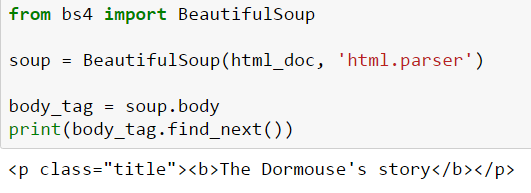 from bs4 import BeautifulSoup
soup = BeautifulSoup(html_doc, 'html.parser')
body_tag = soup.body
print(body_tag.find_next())
<p class="title"><b>The Dormouse's story</b></p>